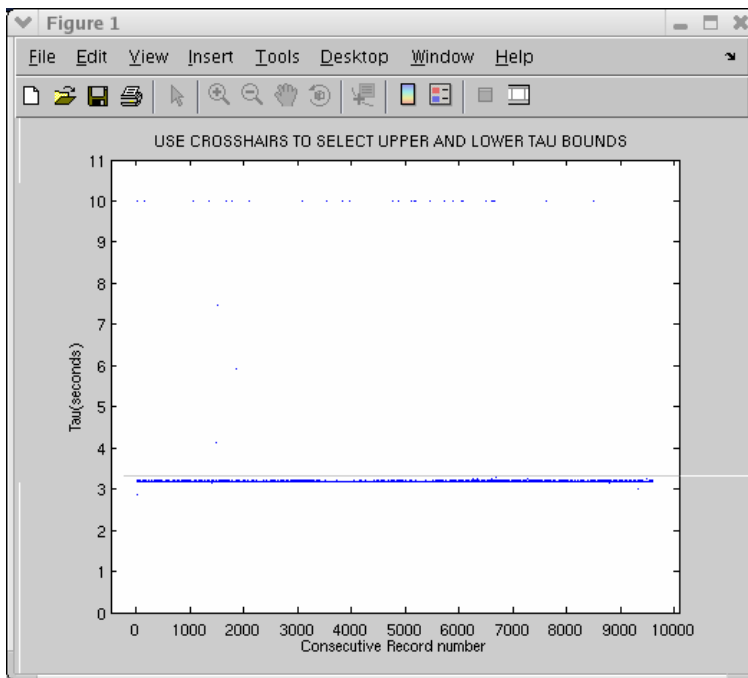 Figure 1
File Edit View Insert Tools Desktop Window Help
USE CROSSHAIRS TO SELECT UPPER AND LOWER TAU BOUNDS
11
10
9
8
7
6
5
4
3
2
1
0
Tau(seconds)
0 1000 2000 3000 4000 5000 6000 7000 8000 9000 10000
Consecutive Record number